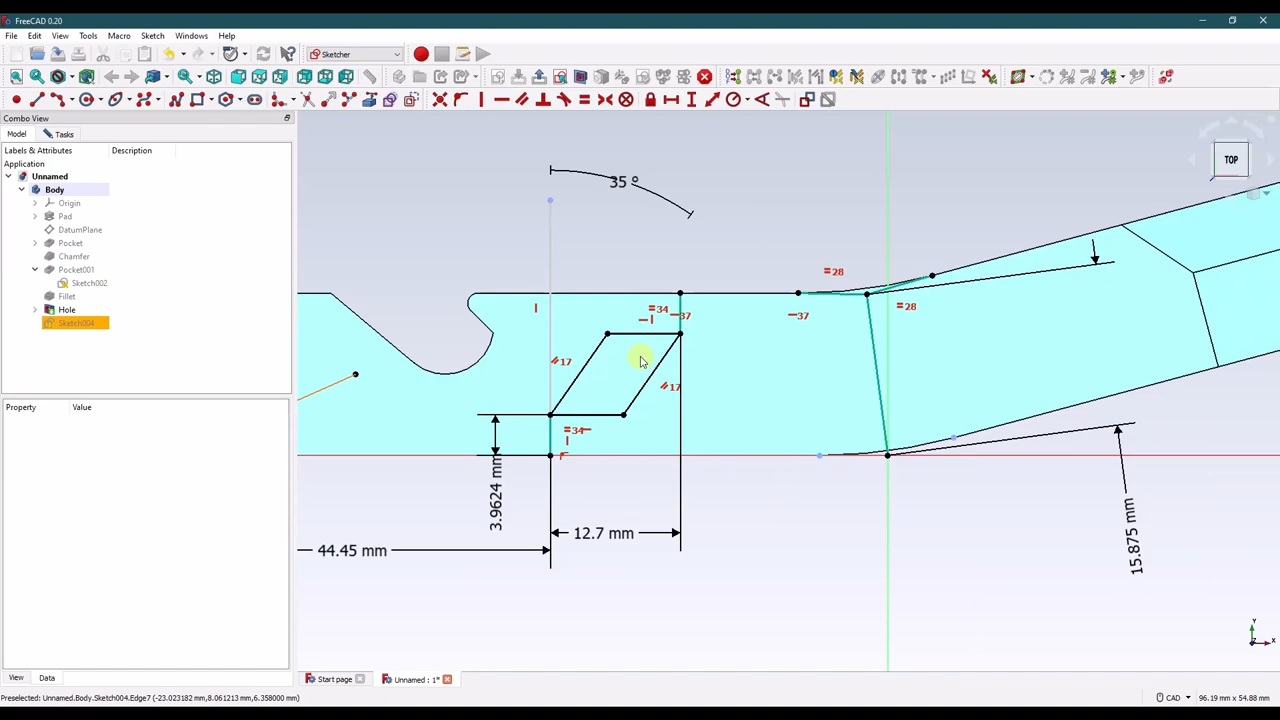 FreeCAD 0.20
File Edit View Tools Macro Sketch Windows Help
Sketcher
Combo View
Model Tasks
Labels & Attributes Description
Application
Unnamed
Body
Origin
Pad
DatumPlane
Pocket
Chamfer
Pocket001
Sketch002
Fillet
Hole
Sketch004
Property Value
View Data
TOP
35 °
28
34
37
37
28
17
17
34
3.9624 mm
12.7 mm
44.45 mm
15.875 mm
Y
X
Start page
Unnamed : 1*
Preselected: Unnamed.Body.Sketch004.Edge7 (-23.023182 mm,8.061213 mm,6.358000 mm)
CAD
96.19 mm x 54.88 mm